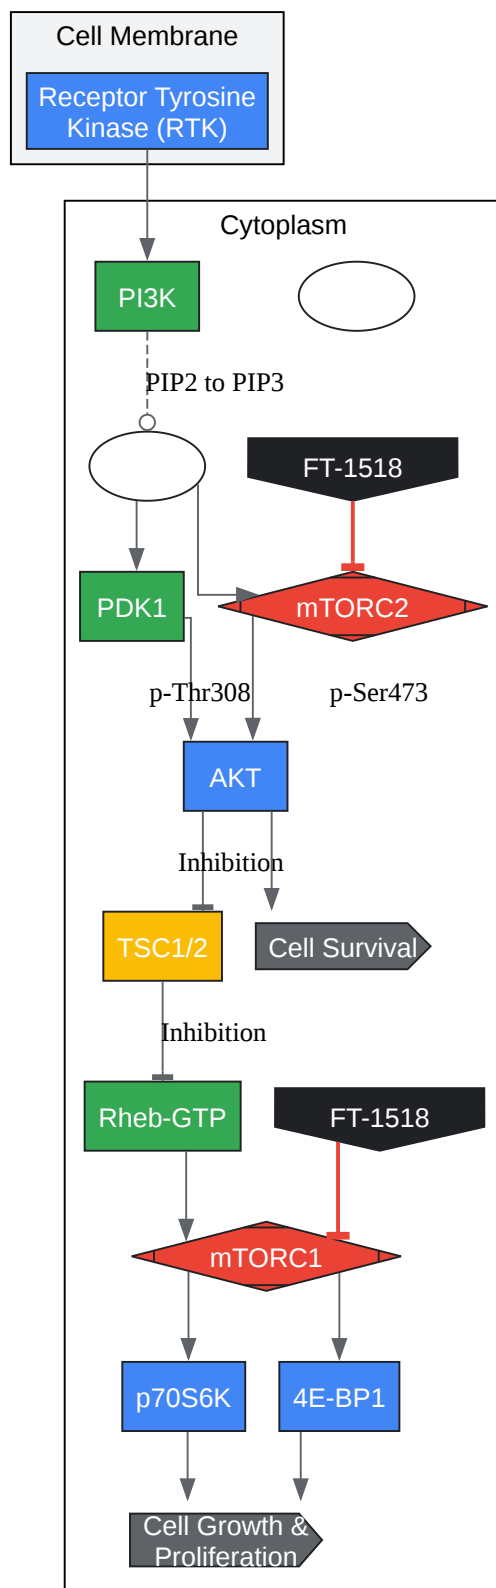 Cell Membrane
Receptor Tyrosine
Kinase (RTK)
Cytoplasm
PI3K
PIP2 to PIP3
FT-1518
PDK1
mTORC2
p-Thr308
p-Ser473
AKT
Inhibition
TSC1/2
Cell Survival
Inhibition
Rheb-GTP
FT-1518
mTORC1
p70S6K
4E-BP1
Cell Growth &
Proliferation